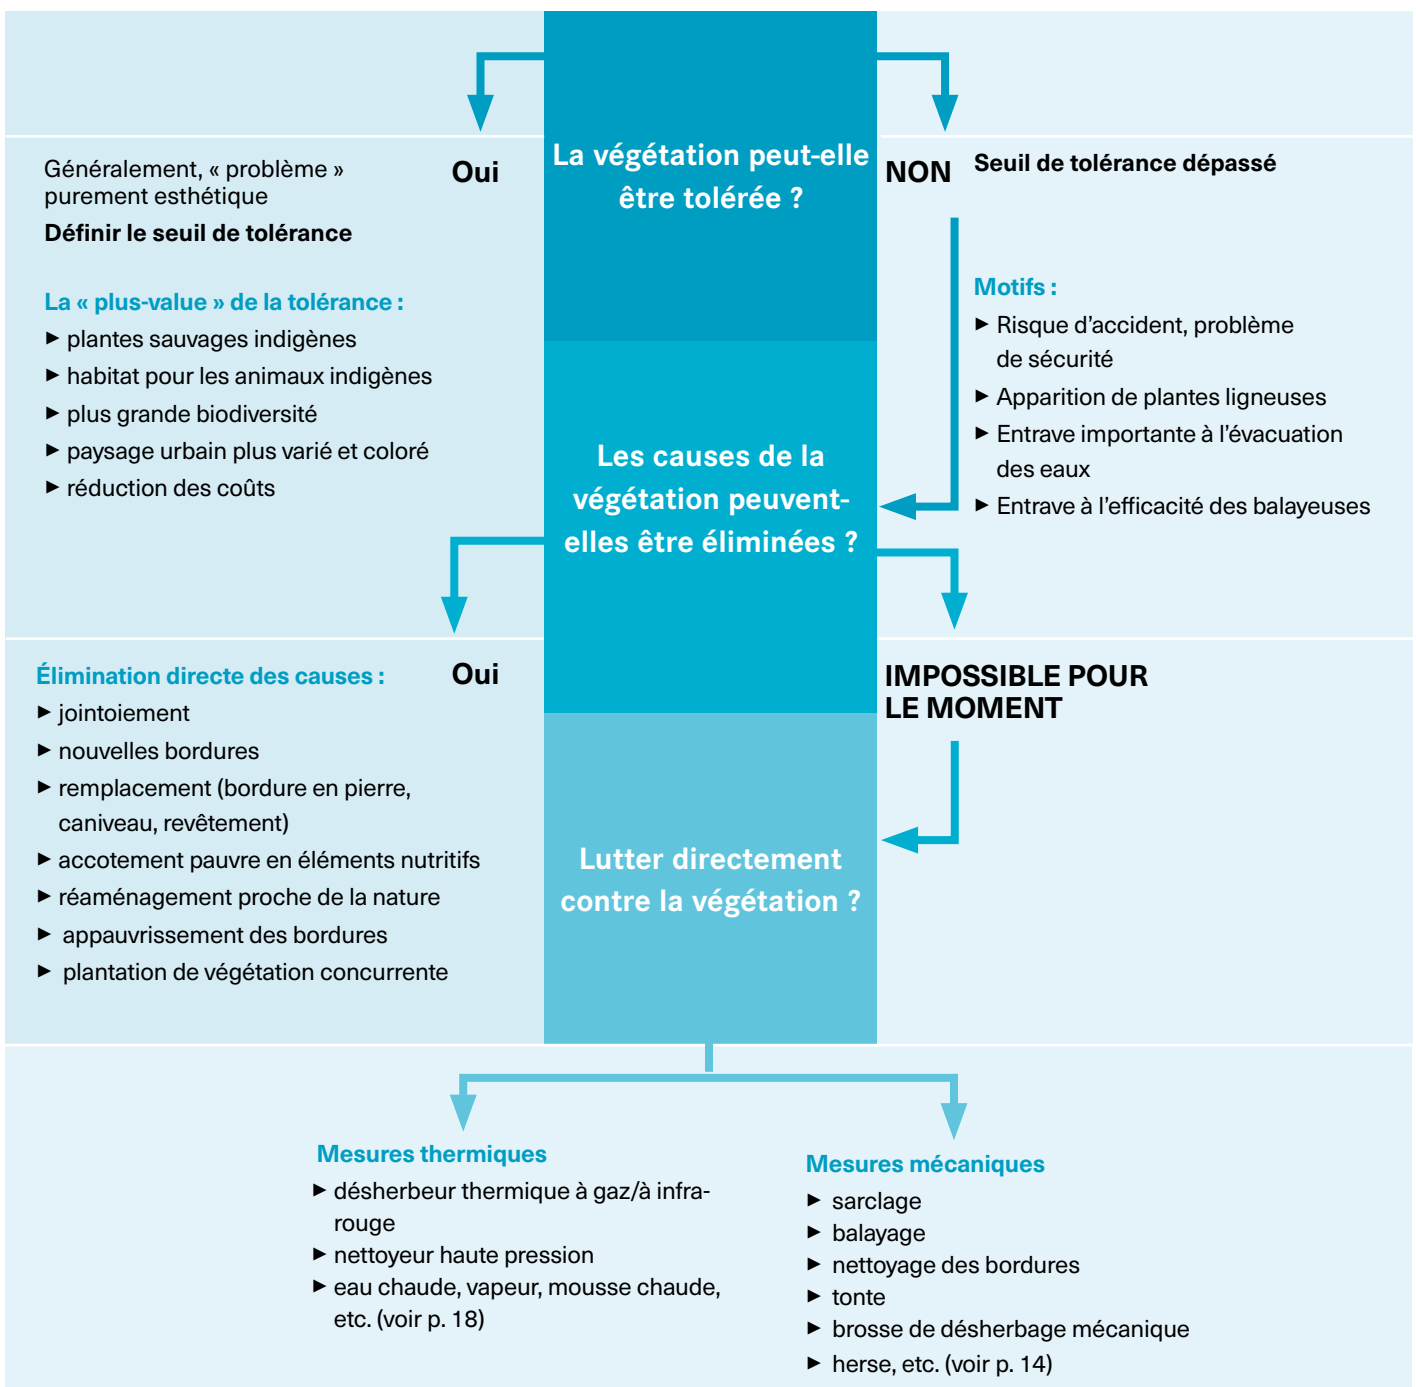 La végétation peut-elle
être tolérée ?
Oui
Généralement, « problème »
purement esthétique
Définir le seuil de tolérance
La « plus-value » de la tolérance :
► plantes sauvages indigènes
► habitat pour les animaux indigènes
► plus grande biodiversité
► paysage urbain plus varié et coloré
► réduction des coûts
NON
Seuil de tolérance dépassé
Motifs :
► Risque d’accident, problème
de sécurité
► Apparition de plantes ligneuses
► Entrave importante à l’évacuation
des eaux
► Entrave à l’efficacité des balayeuses
Les causes de la
végétation peuvent-
elles être éliminées ?
Oui
Élimination directe des causes :
► jointoiement
► nouvelles bordures
► remplacement (bordure en pierre,
caniveau, revêtement)
► accotement pauvre en éléments nutritifs
► réaménagement proche de la nature
► appauvrissement des bordures
► plantation de végétation concurrente
IMPOSSIBLE POUR
LE MOMENT
Lutter directement
contre la végétation ?
Mesures thermiques
► désherbeur thermique à gaz/à infra-
rouge
► nettoyeur haute pression
► eau chaude, vapeur, mousse chaude,
etc. (voir p. 18)
Mesures mécaniques
► sarclage
► balayage
► nettoyage des bordures
► tonte
► brosse de désherbage mécanique
► herse, etc. (voir p. 14)